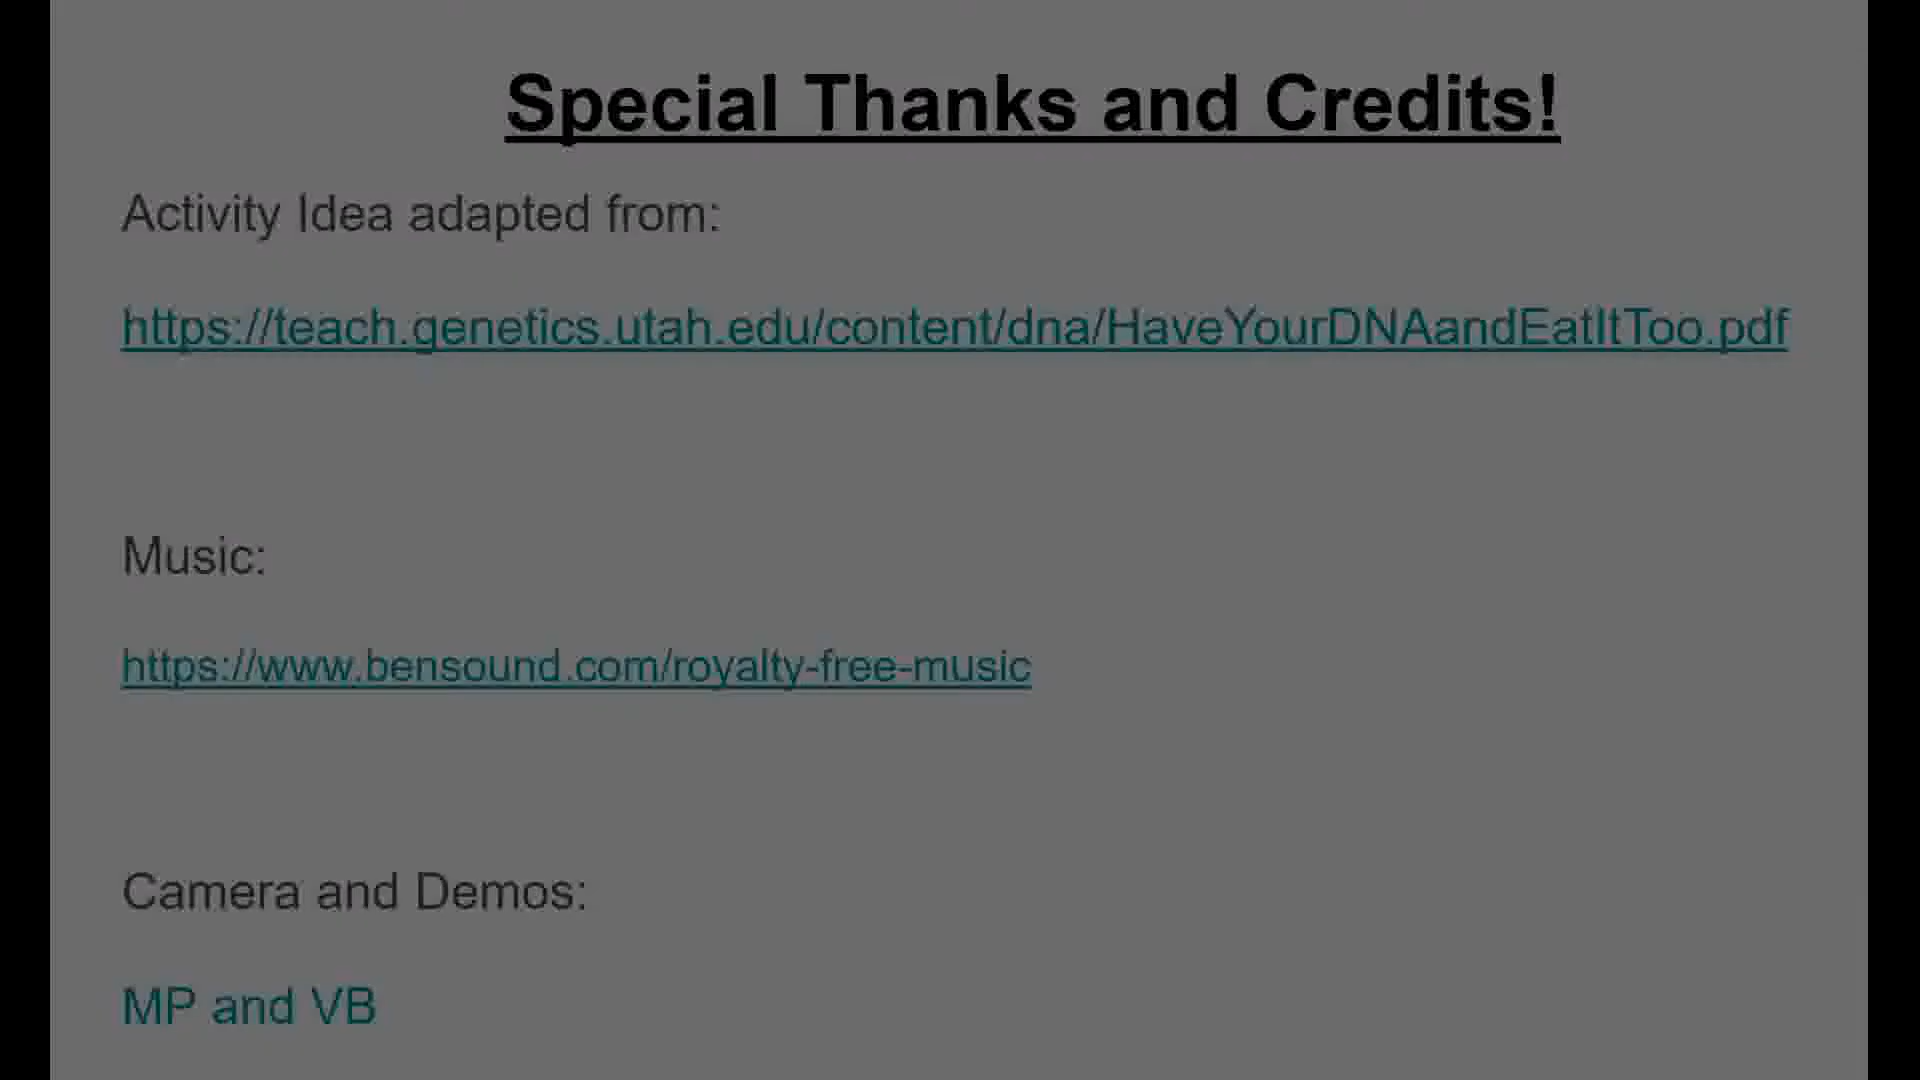 Special Thanks and Credits!
Activity Idea adapted from:
https://teach.genetics.utah.edu/content/dna/HaveYourDNAandEatItToo.pdf
Music:
https://www.bensound.com/royalty-free-music
Camera and Demos:
MP and VB